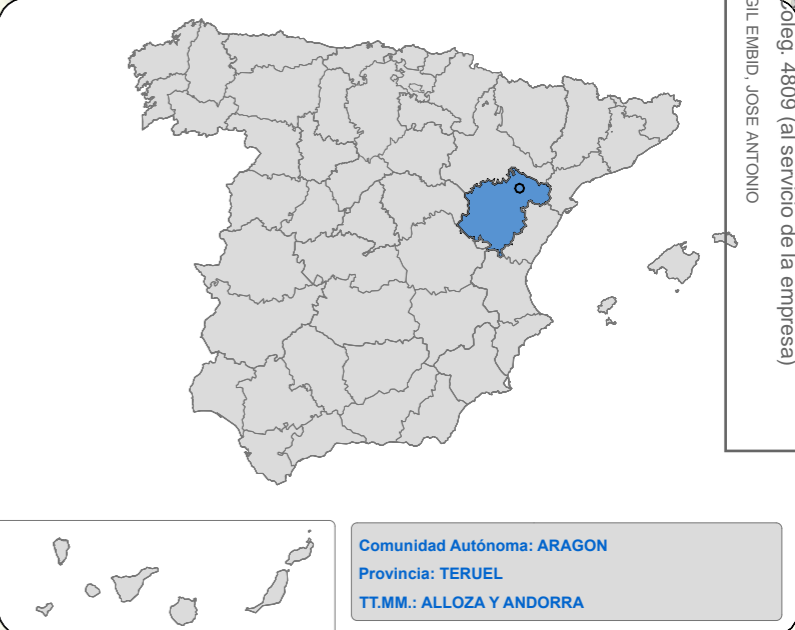 Coleg. 4809 (al servicio de la empresa)
GIL EMBID, JOSE ANTONIO
Comunidad Autónoma: ARAGON
Provincia: TERUEL
TT.MM.: ALLOZA Y ANDORRA